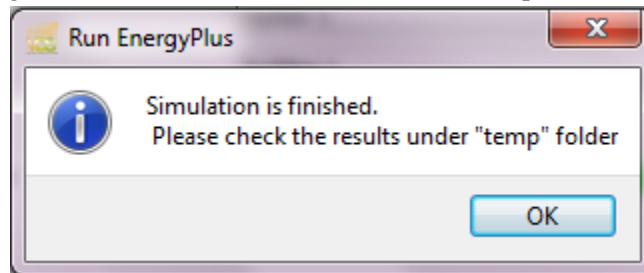 Run EnergyPlus
Simulation is finished.
Please check the results under "temp" folder
OK